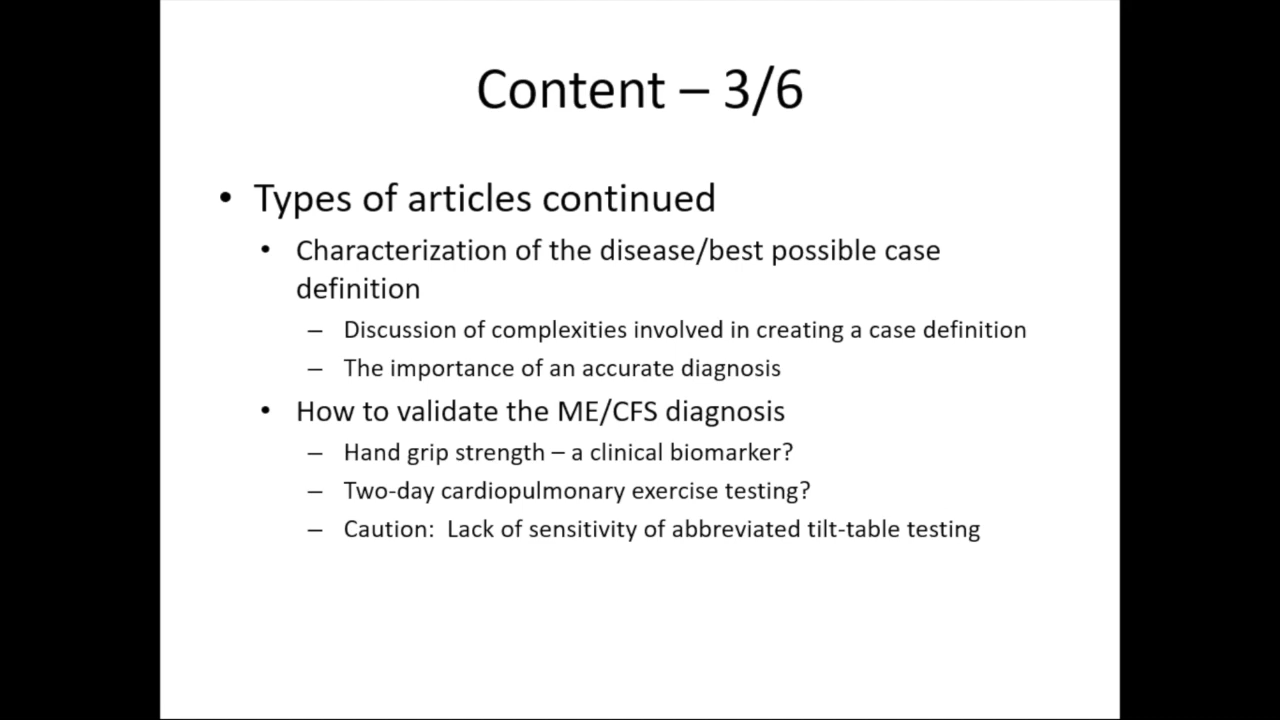 Content – 3/6
• Types of articles continued
• Characterization of the disease/best possible case
definition
– Discussion of complexities involved in creating a case definition
– The importance of an accurate diagnosis
• How to validate the ME/CFS diagnosis
– Hand grip strength – a clinical biomarker?
– Two-day cardiopulmonary exercise testing?
– Caution:  Lack of sensitivity of abbreviated tilt-table testing